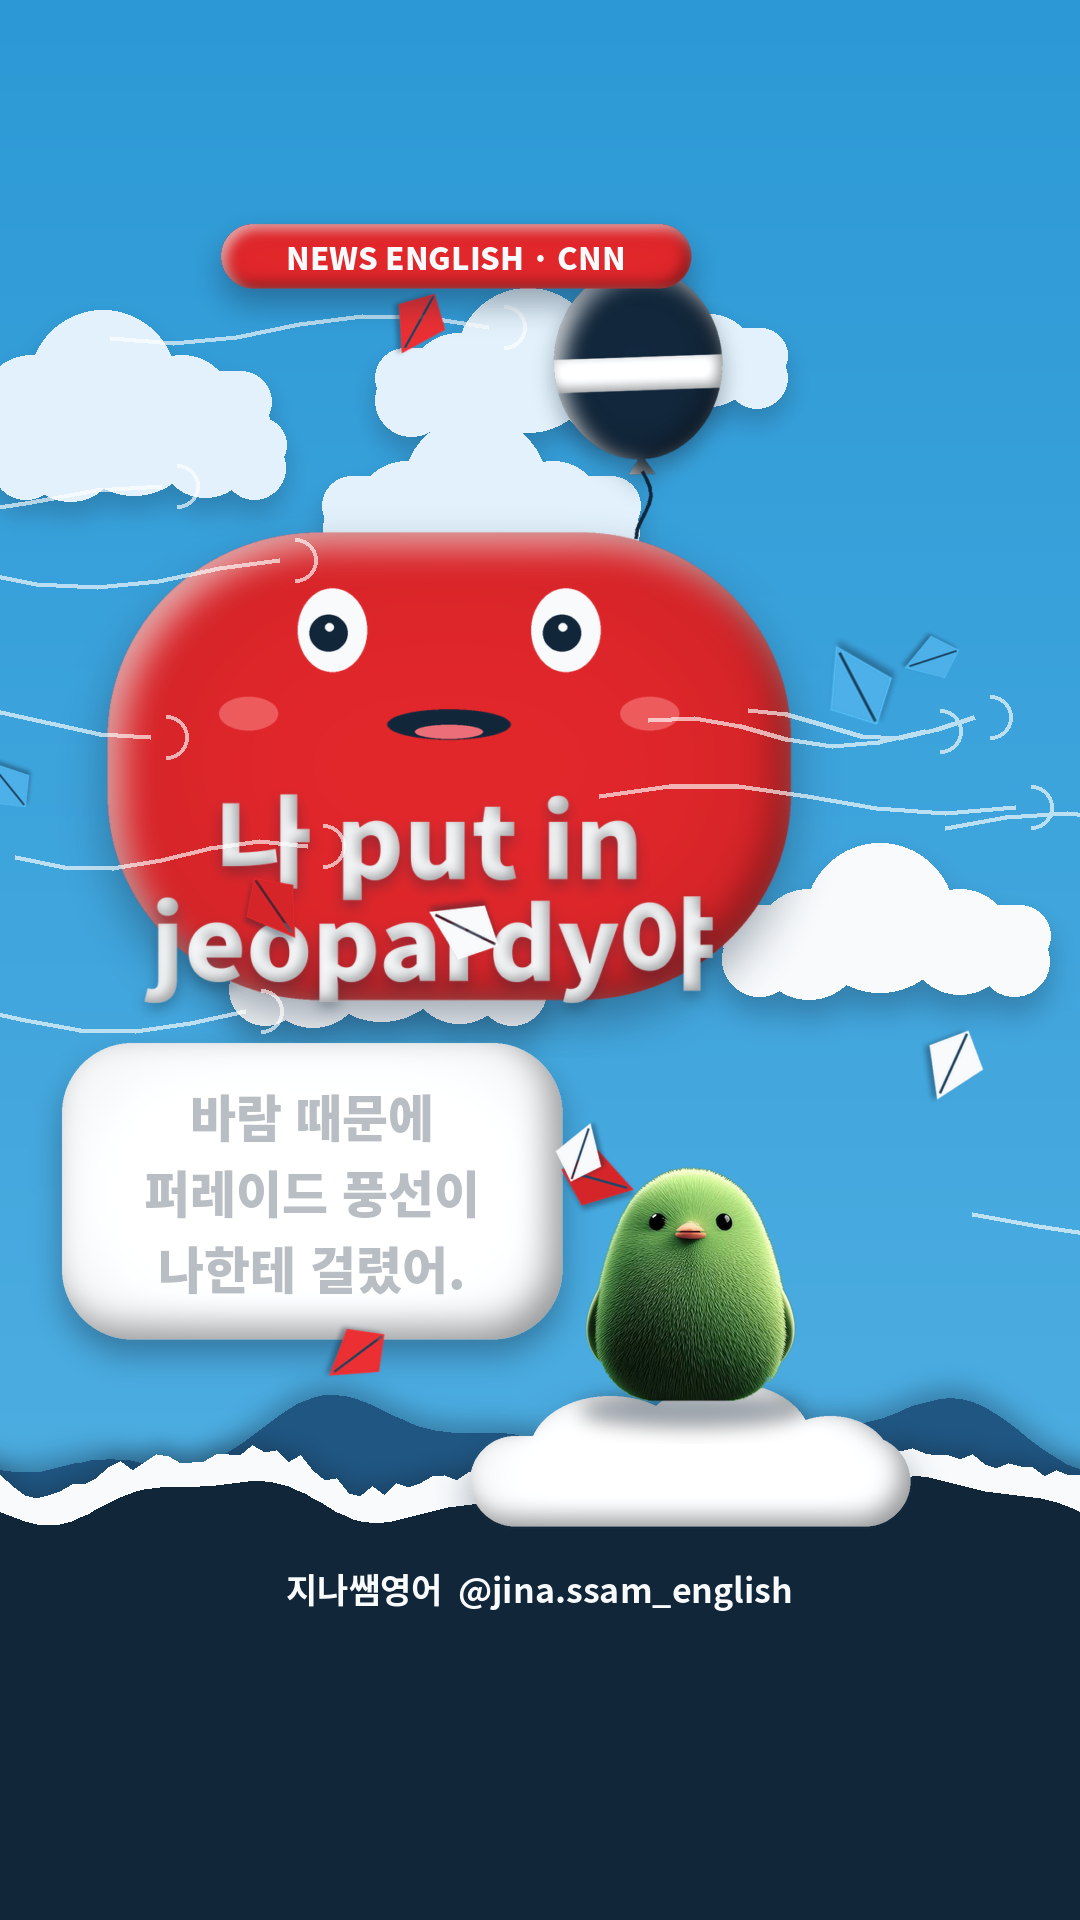 NEWS ENGLISH · CNN
나 put in
jeopardy야
바람 때문에
퍼레이드 풍선이
나한테 걸렸어.
지나쌤영어 @jina.ssam_english